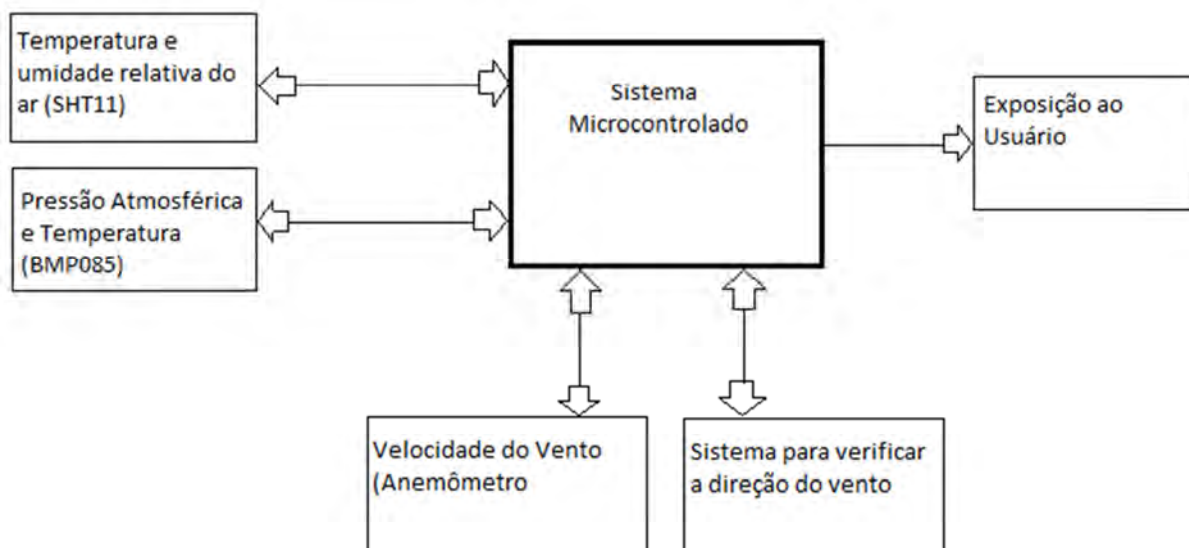 Temperatura e
umidade relativa do
ar (SHT11)
Pressão Atmosférica
e Temperatura
(BMP085)
Sistema
Microcontrolado
Exposição ao
Usuário
Velocidade do Vento
(Anemômetro
Sistema para verificar
a direção do vento